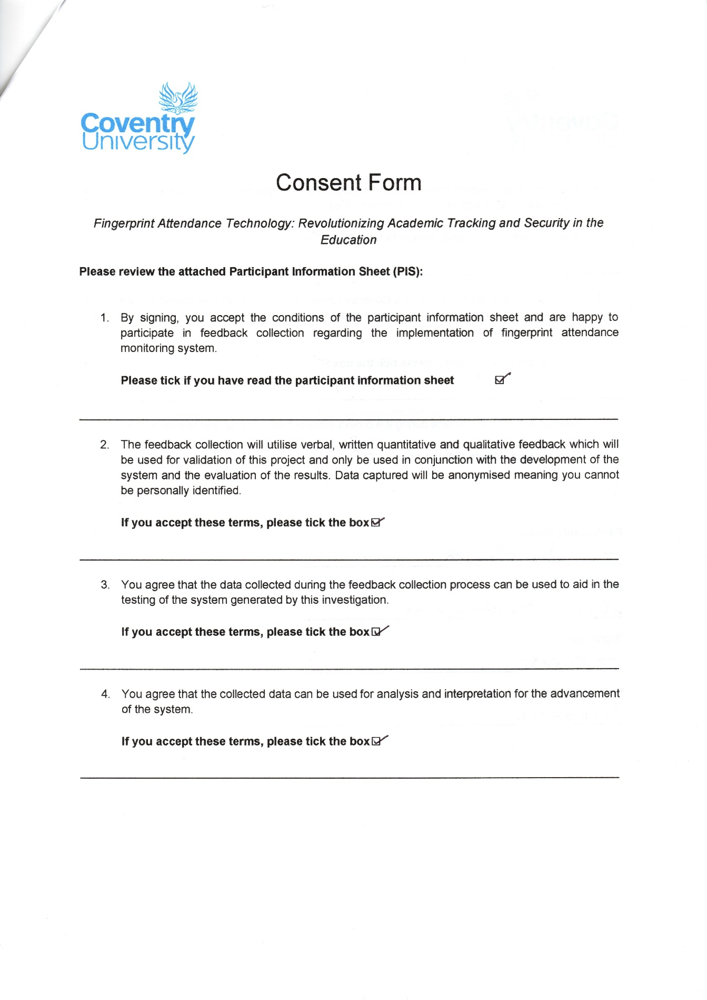 Coventry
University
Consent Form
Fingerprint Attendance Technology: Revolutionizing Academic Tracking and Security in the
Education
Please review the attached Participant Information Sheet (PIS):
1. By signing, you accept the conditions of the participant information sheet and are happy to
participate in feedback collection regarding the implementation of fingerprint attendance
monitoring system.
Please tick if you have read the participant information sheet ☑
2. The feedback collection will utilise verbal, written quantitative and qualitative feedback which will
be used for validation of this project and only be used in conjunction with the development of the
system and the evaluation of the results. Data captured will be anonymised meaning you cannot
be personally identified.
If you accept these terms, please tick the box☑
3. You agree that the data collected during the feedback collection process can be used to aid in the
testing of the system generated by this investigation.
If you accept these terms, please tick the box☑
4. You agree that the collected data can be used for analysis and interpretation for the advancement
of the system.
If you accept these terms, please tick the box☑